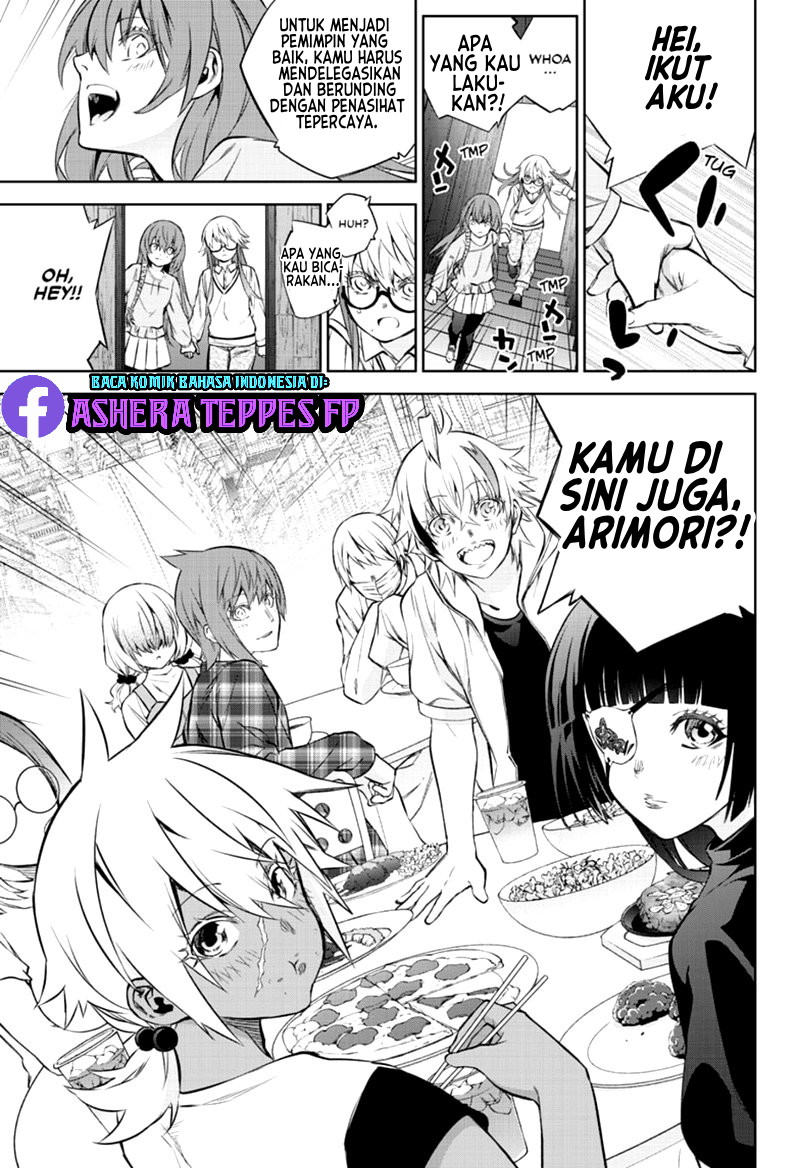 HEI,
IKUT
AKU!
TUG
WHOA
...
APA
YANG KAU
LAKU-
KAN?!
TMP
TMP
TMP
UNTUK MENJADI
PEMIMPIN YANG
BAIK, KAMU HARUS
MENDELEGASIKAN
DAN BERUNDING
DENGAN PENASIHAT
TEPERCAYA.
HUH?
APA YANG
KAU BICA-
RAKAN...
OH,
HEY!!
BACA KOMIK BAHASA INDONESIA DI:
f ASHERA TEPPES FP
KAMU DI
SINI JUGA,
ARIMORI?!